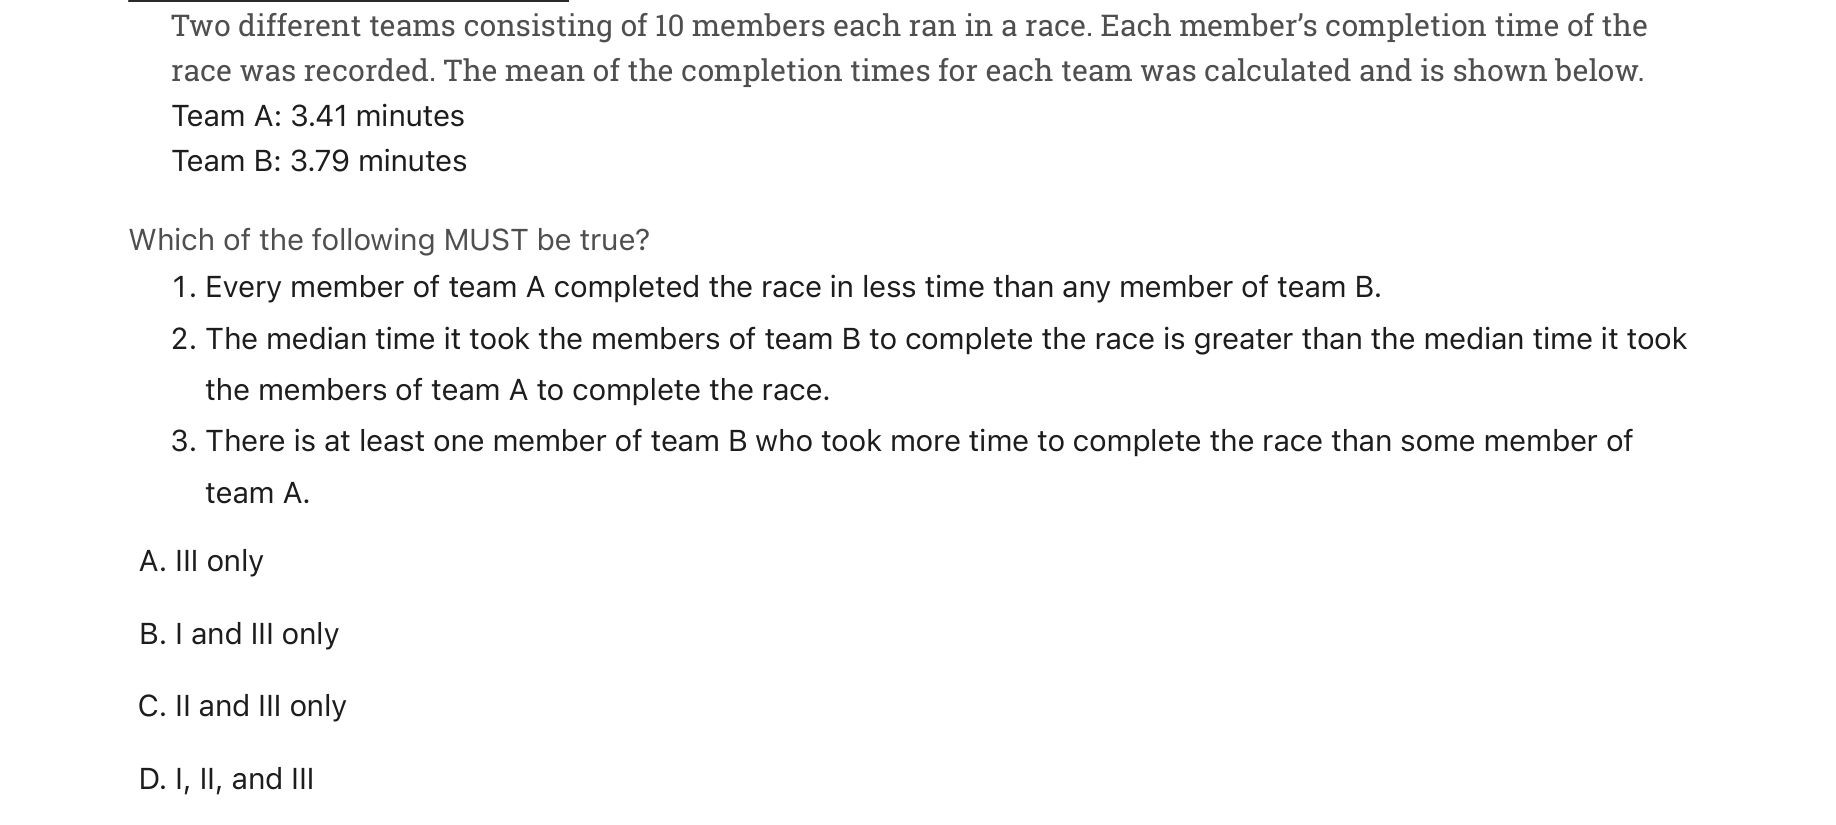 Two different teams consisting of 10 members each ran in a race. Each member’s completion time of the
race was recorded. The mean of the completion times for each team was calculated and is shown below.
Team A: 3.41 minutes
Team B: 3.79 minutes
Which of the following MUST be true?
1. Every member of team A completed the race in less time than any member of team B.
2. The median time it took the members of team B to complete the race is greater than the median time it took
the members of team A to complete the race.
3. There is at least one member of team B who took more time to complete the race than some member of
team A.
A. III only
B. I and III only
C. II and III only
D. I, II, and III